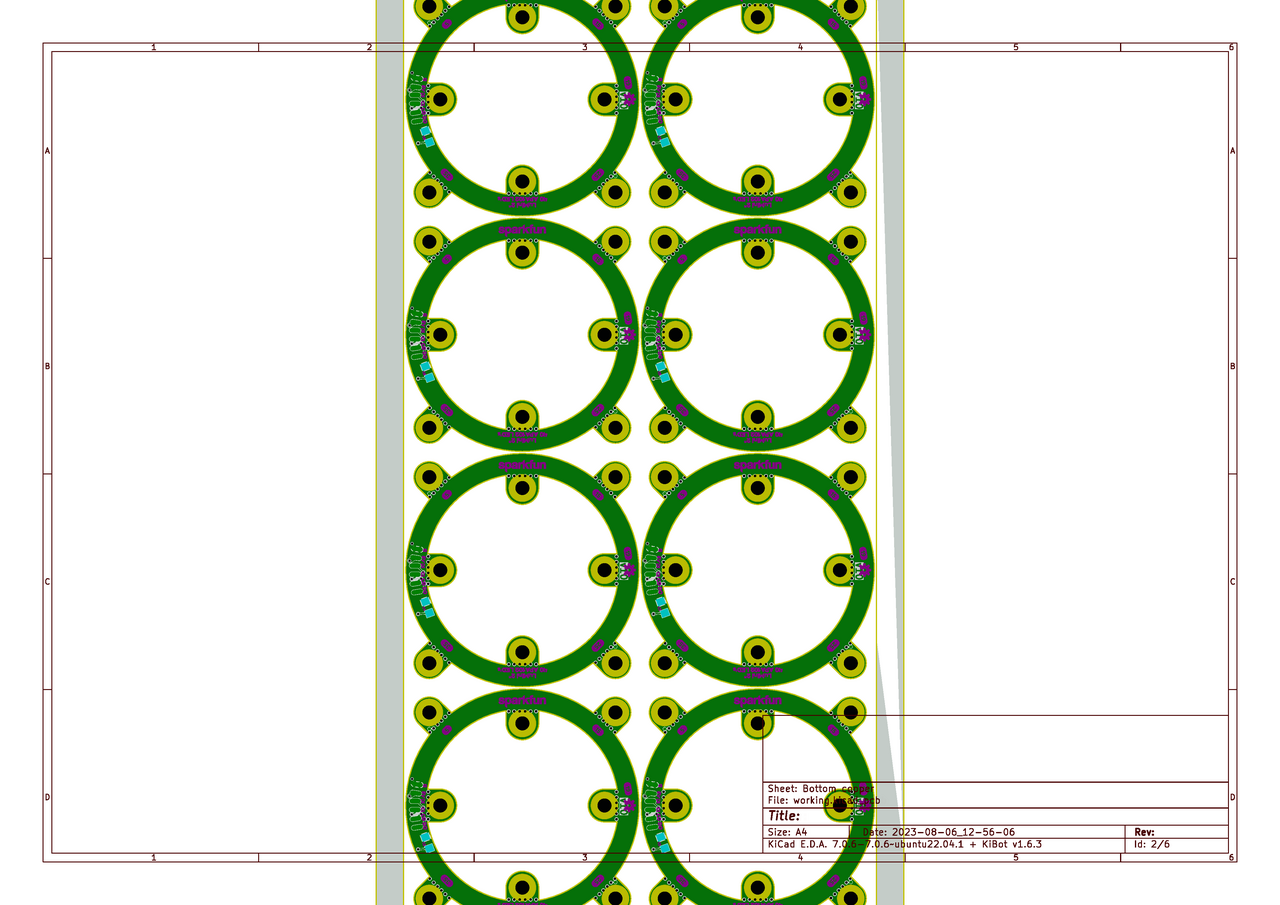 1 2 3 4 5 6
A A
sparkfun sparkfun
B B
sparkfun sparkfun
C C
sparkfun sparkfun
Sheet: Bottom copper
File: working.kicad_pcb
D D
Title:
Size: A4 Date: 2023-08-06_12-56-06 Rev:
KiCad E.D.A. 7.0.6-7.0.6~ubuntu22.04.1 + KiBot v1.6.3 Id: 2/6
1 2 3 4 5 6